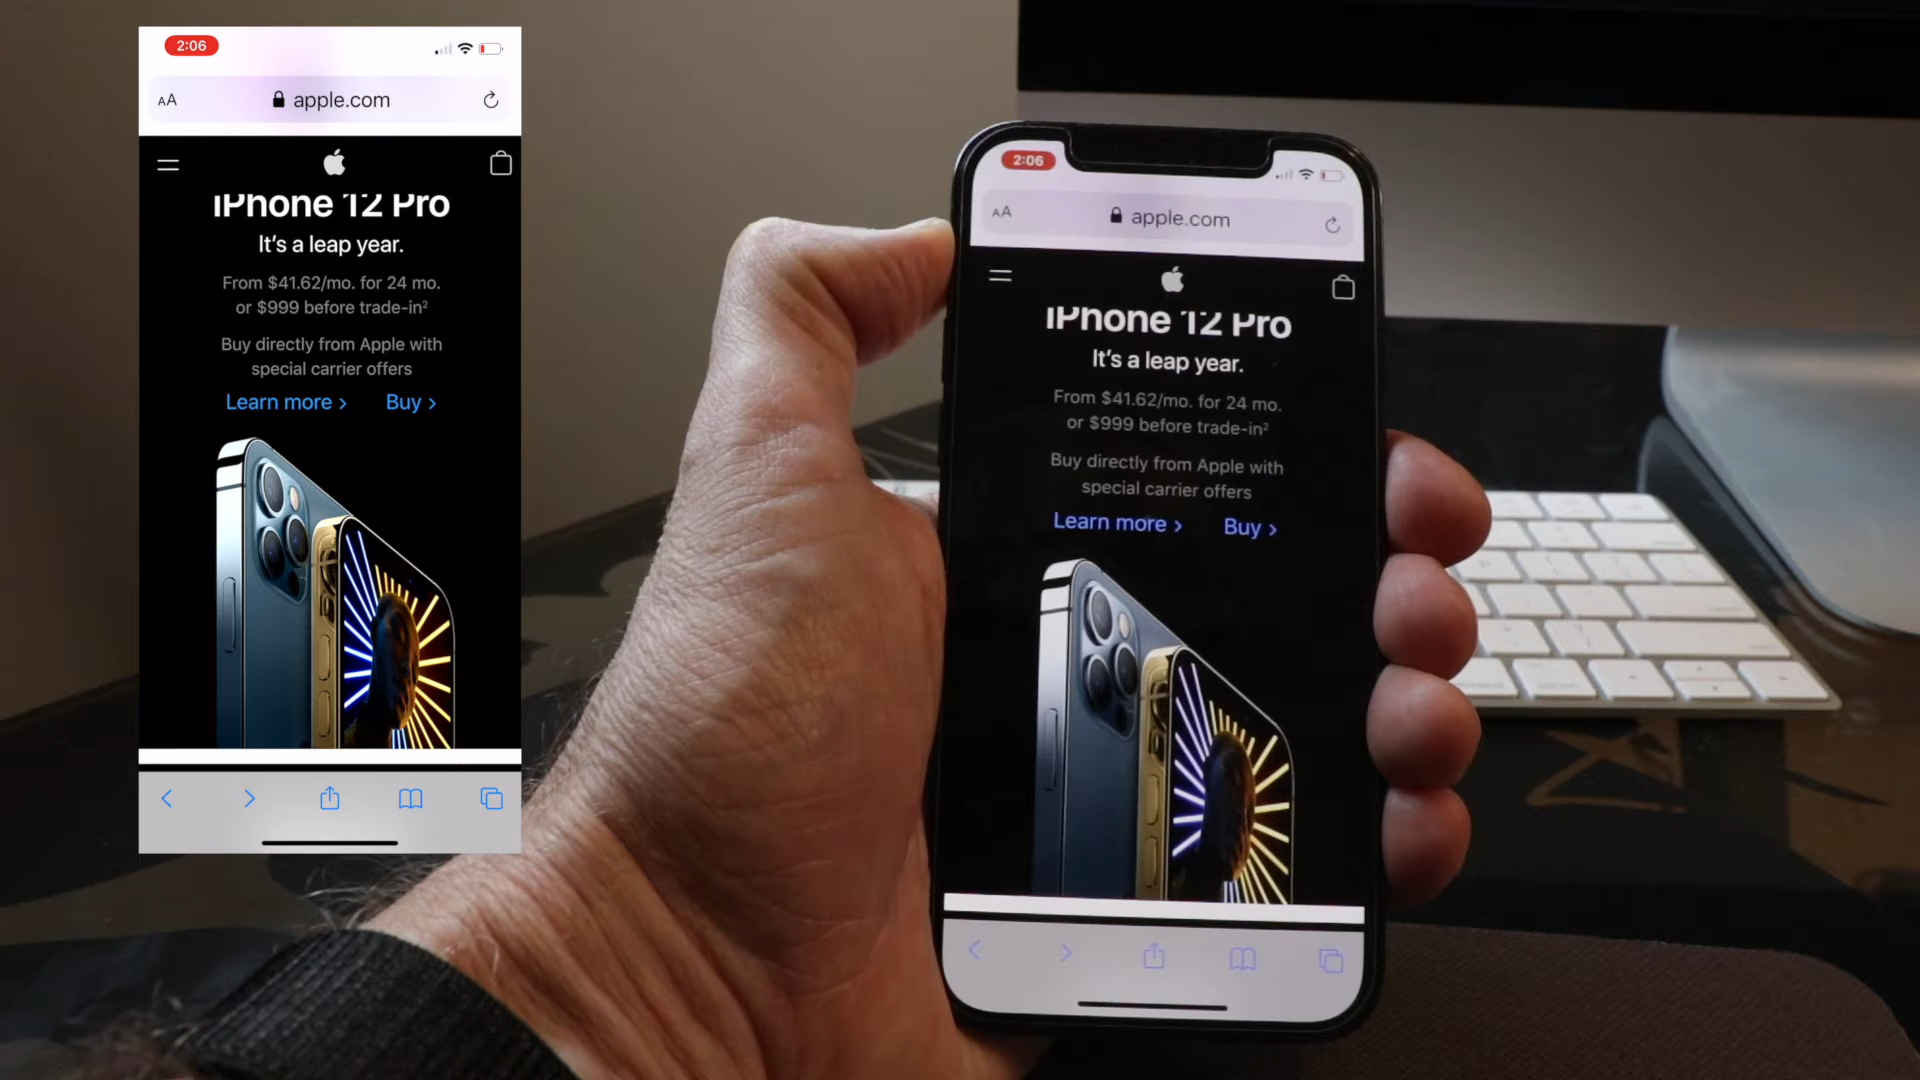 2:06
AA
apple.com
iPhone 12 Pro
It's a leap year.
From $41.62/mo. for 24 mo.
or $999 before trade-in²
Buy directly from Apple with
special carrier offers
Learn more >
Buy >
2:06
AA
apple.com
iPhone 12 Pro
It's a leap year.
From $41.62/mo. for 24 mo.
or $999 before trade-in²
Buy directly from Apple with
special carrier offers
Learn more >
Buy >